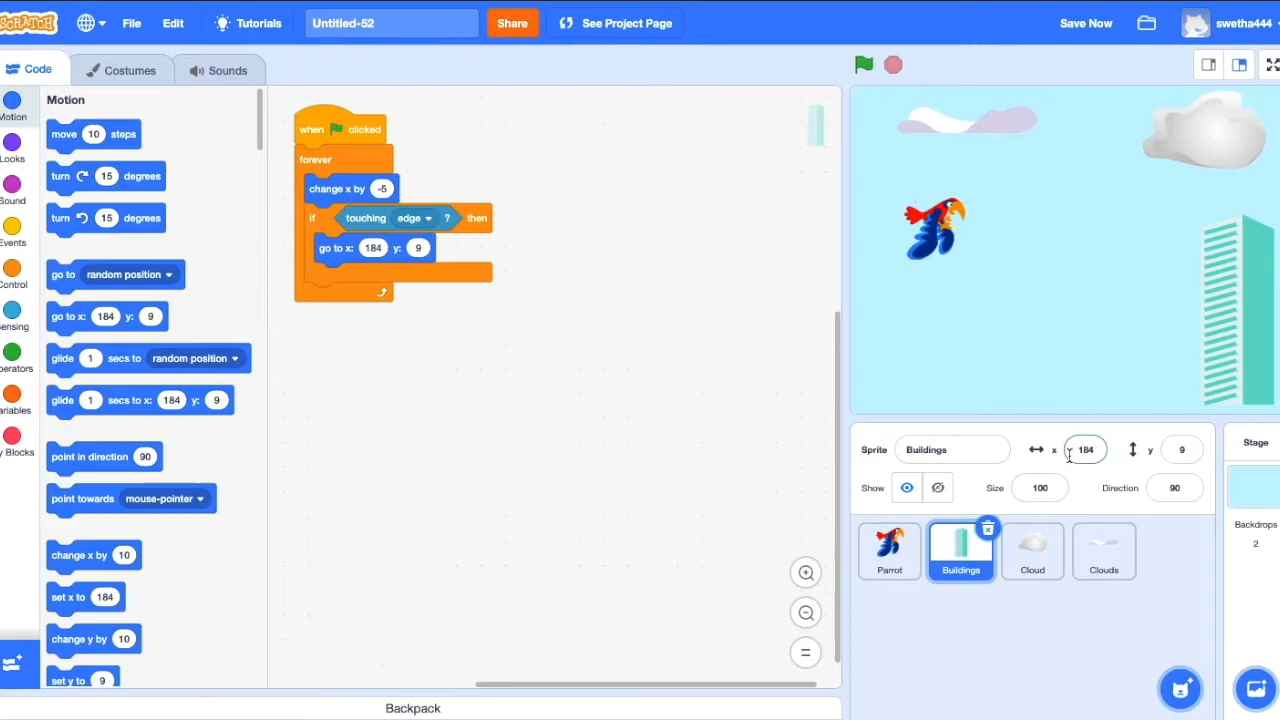 SCRATCH File Edit Tutorials Untitled-52 Share See Project Page Save Now swetha444
Code Costumes Sounds
Motion
Looks
Sound
Events
Control
Sensing
Operators
Variables
My Blocks
Motion
move 10 steps
turn 15 degrees
turn 15 degrees
go to random position
go to x: 184 y: 9
glide 1 secs to random position
glide 1 secs to x: 184 y: 9
point in direction 90
point towards mouse-pointer
change x by 10
set x to 184
change y by 10
set y to 9
when clicked
forever
change x by -5
if touching edge ? then
go to x: 184 y: 9
Backpack
Sprite Buildings x 184 y 9
Show Size 100 Direction 90
Parrot Buildings Cloud Clouds
Stage
Backdrops
2